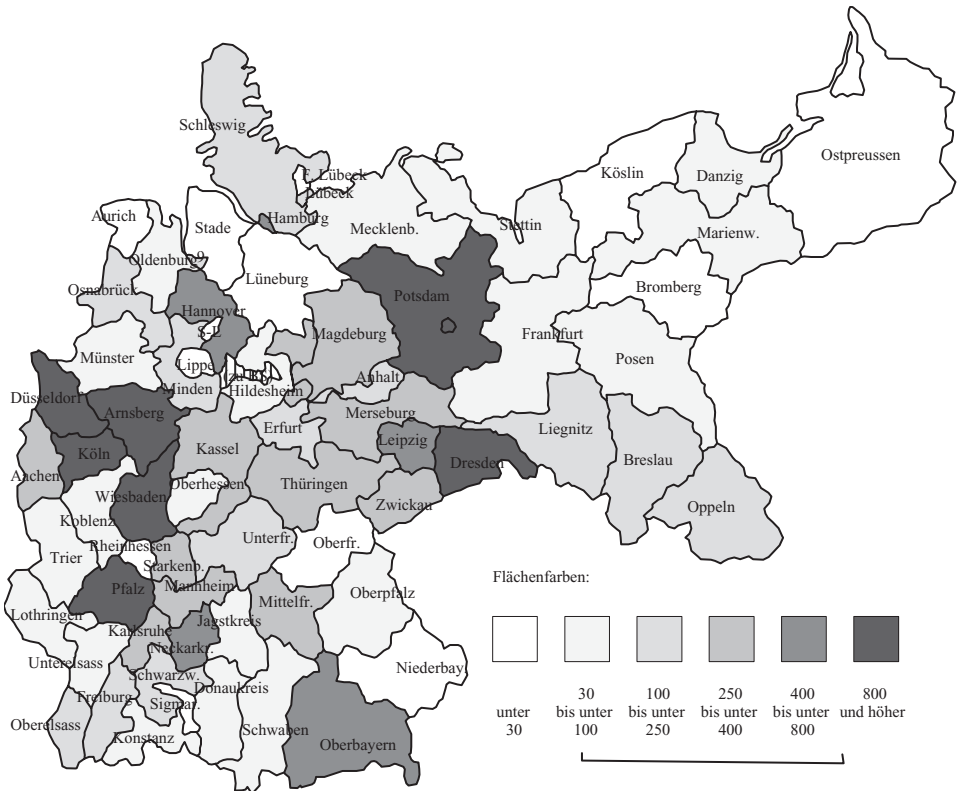 Ostpreussen
Köslin
Danzig
Schleswig
F. Lübeck
Lübeck
Hamburg
Aurich
Stade
Mecklenb.
Stettin
Marienw.
Oldenburg
9
Lüneburg
Osnabrück
Potsdam
Bromberg
Hannover
S-L
Magdeburg
Frankfurt
Münster
Posen
Lippe
(zu BS)
Anhalt
Minden
Hildesheim
Düsseldorf
Arnsberg
Merseburg
Erfurt
Liegnitz
Leipzig
Köln
Kassel
Breslau
Dresden
Aachen
Oberhessen
Thüringen
Wiesbaden
Zwickau
Oppeln
Koblenz
Unterfr.
Oberfr.
Rheinhessen
Trier
Starkenb.
Flächenfarben:
Pfalz
Mannheim
Oberpfalz
Mittelfr.
Lothringen
Jagstkreis
Karlsruhe
Neckarkr.
Unterelsass
Niederbay.
Schwarzw.
Donaukreis
Freiburg
Sigmar.
Oberelsass
Konstanz
Schwaben
Oberbayern
unter
30
30
bis unter
100
100
bis unter
250
250
bis unter
400
400
bis unter
800
800
und höher